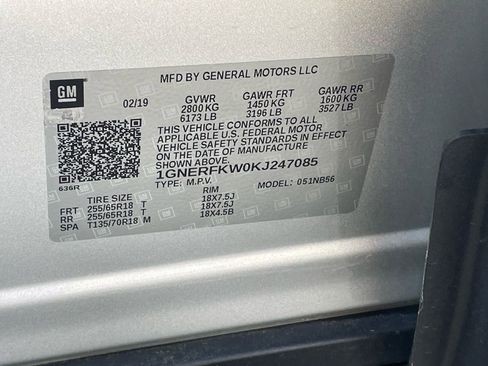 GM
MFD BY GENERAL MOTORS LLC
02/19 GVWR GAWR FRT GAWR RR
2800 KG 1450 KG 1600 KG
6173 LB 3196 LB 3527 LB
THIS VEHICLE CONFORMS TO ALL
APPLICABLE U.S. FEDERAL MOTOR
VEHICLE SAFETY STANDARDS IN EFFECT
ON THE DATE OF MANUFACTURE
SHOWN ABOVE.
1GNERFKW0KJ247085
636R
TYPE: M.P.V. MODEL: 051NB56
TIRE SIZE RIM
FRT 255/65R18 T 18X7.5J
RR 255/65R18 T 18X7.5J
SPA T135/70R18 M 18X4.5B